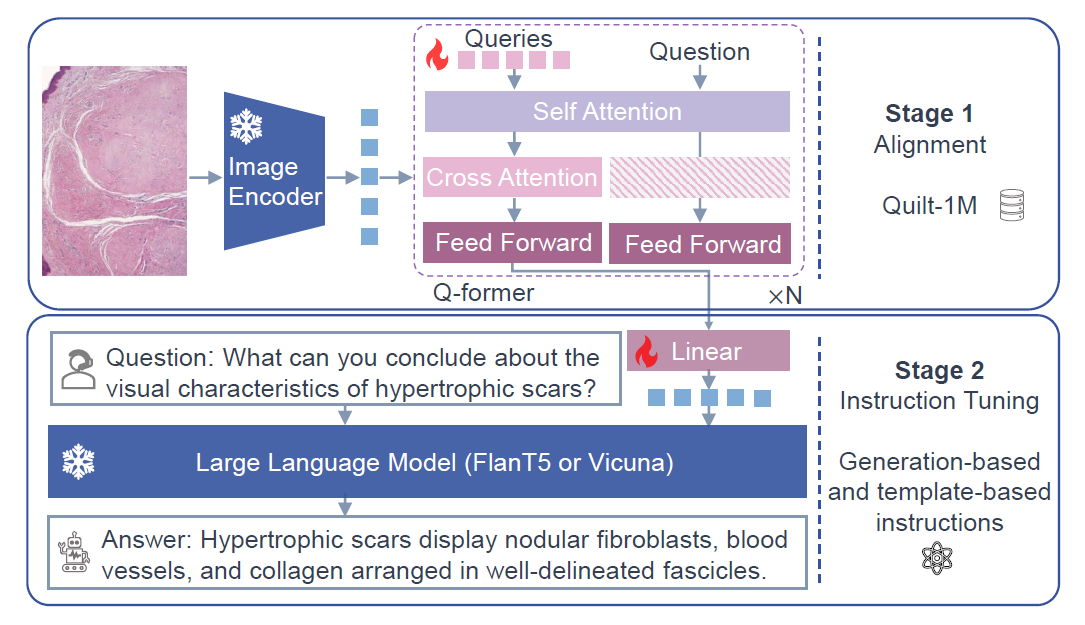 Queries
Question
Self Attention
Image
Encoder
Cross Attention
Feed Forward
Feed Forward
Q-former
×N
Stage 1
Alignment
Quilt-1M
Question: What can you conclude about the
visual characteristics of hypertrophic scars?
Linear
Large Language Model (FlanT5 or Vicuna)
Answer: Hypertrophic scars display nodular fibroblasts, blood
vessels, and collagen arranged in well-delineated fascicles.
Stage 2
Instruction Tuning
Generation-based
and template-based
instructions